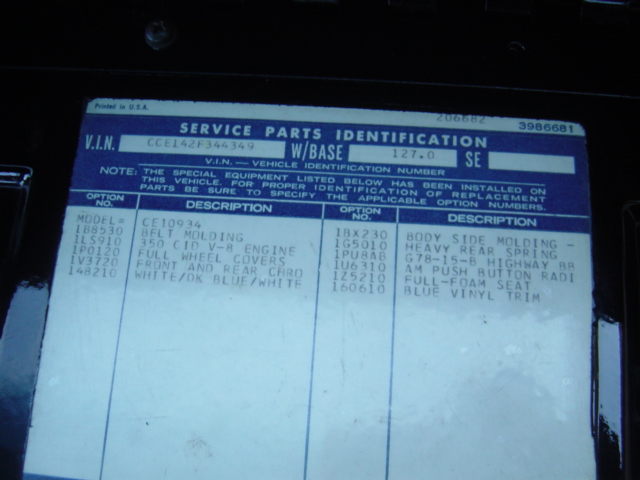 Printed in U.S.A.
206682
3986681
SERVICE PARTS IDENTIFICATION
V.I.N. CCE142F344349 W/BASE 127.0 SE
V.I.N. — VEHICLE IDENTIFICATION NUMBER
NOTE: THE SPECIAL EQUIPMENT LISTED BELOW HAS BEEN INSTALLED ON
THIS VEHICLE. FOR PROPER IDENTIFICATION OF REPLACEMENT
PARTS BE SURE TO SPECIFY THE APPLICABLE OPTION NUMBERS.
OPTION NO. DESCRIPTION OPTION NO. DESCRIPTION
MODEL= CE10934
1B8530 BELT MOLDING
1LS910 350 CID V-8 ENGINE
1P0120 FULL WHEEL COVERS
1V3720 FRONT AND REAR CHRO
148210 WHITE/DK BLUE/WHITE
1BX230 BODY SIDE MOLDING -
1G5010 HEAVY REAR SPRING
1PU8AB G78-15-B HIGHWAY
1U6310 AM PUSH BUTTON RADI
1Z5210 FULL-FOAM SEAT
160610 BLUE VINYL TRIM